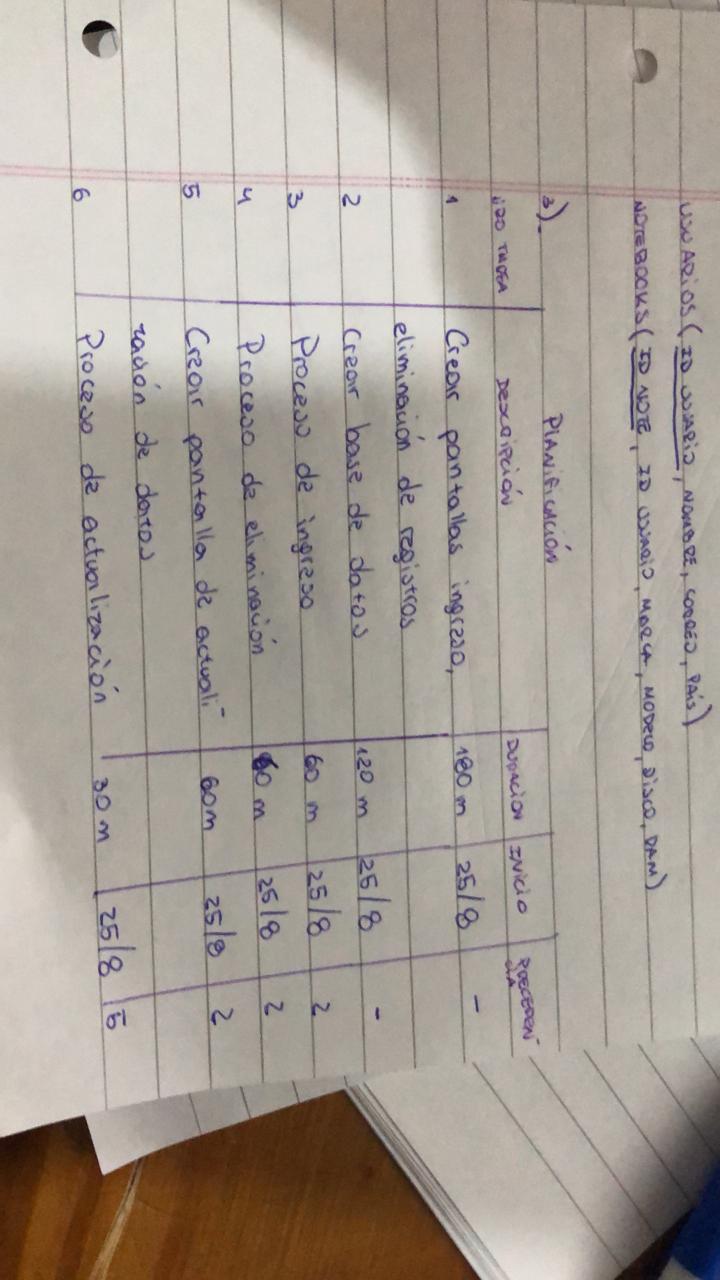 USUARIOS ( ID USUARIO, NOMBRE, CORREO, PAÍS)
NOTEBOOKS ( ID NOTE, ID USUARIO, MARCA, MODELO, DISCO, RAM)
3).- PLANIFICACIÓN
TAREA DESCRIPCIÓN DURACIÓN INICIO PRECEDENCIA
1 Crear pantallas ingreso, 180 m 25/8 -
eliminación de registros
2 Crear base de datos 120 m 25/8 -
3 Proceso de ingreso 60 m 25/8 2
4 Proceso de eliminación 60 m 25/8 2
5 Crear pantalla de actuali- 60m 25/8 2
zación de datos
6 Proceso de actualización 30 m 25/8 5